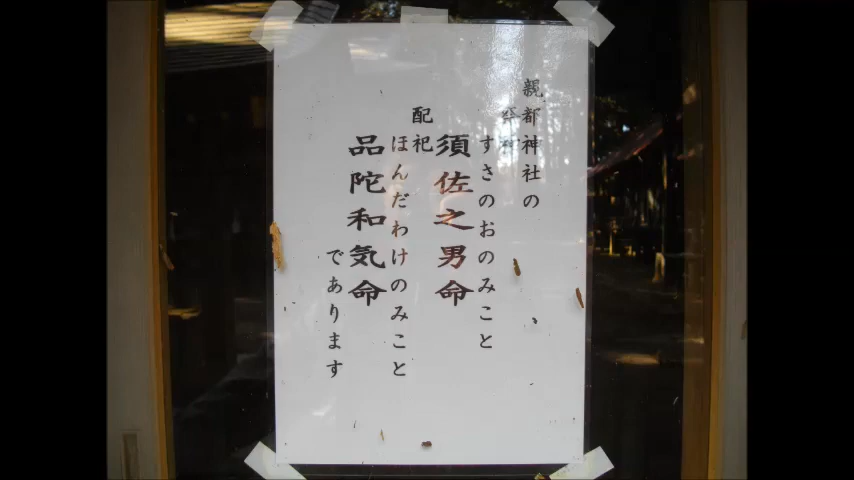 親都神社の
祭神
すさのおのみこと
須佐之男命
配祀
ほんだわけのみこと
品陀和気命
であります